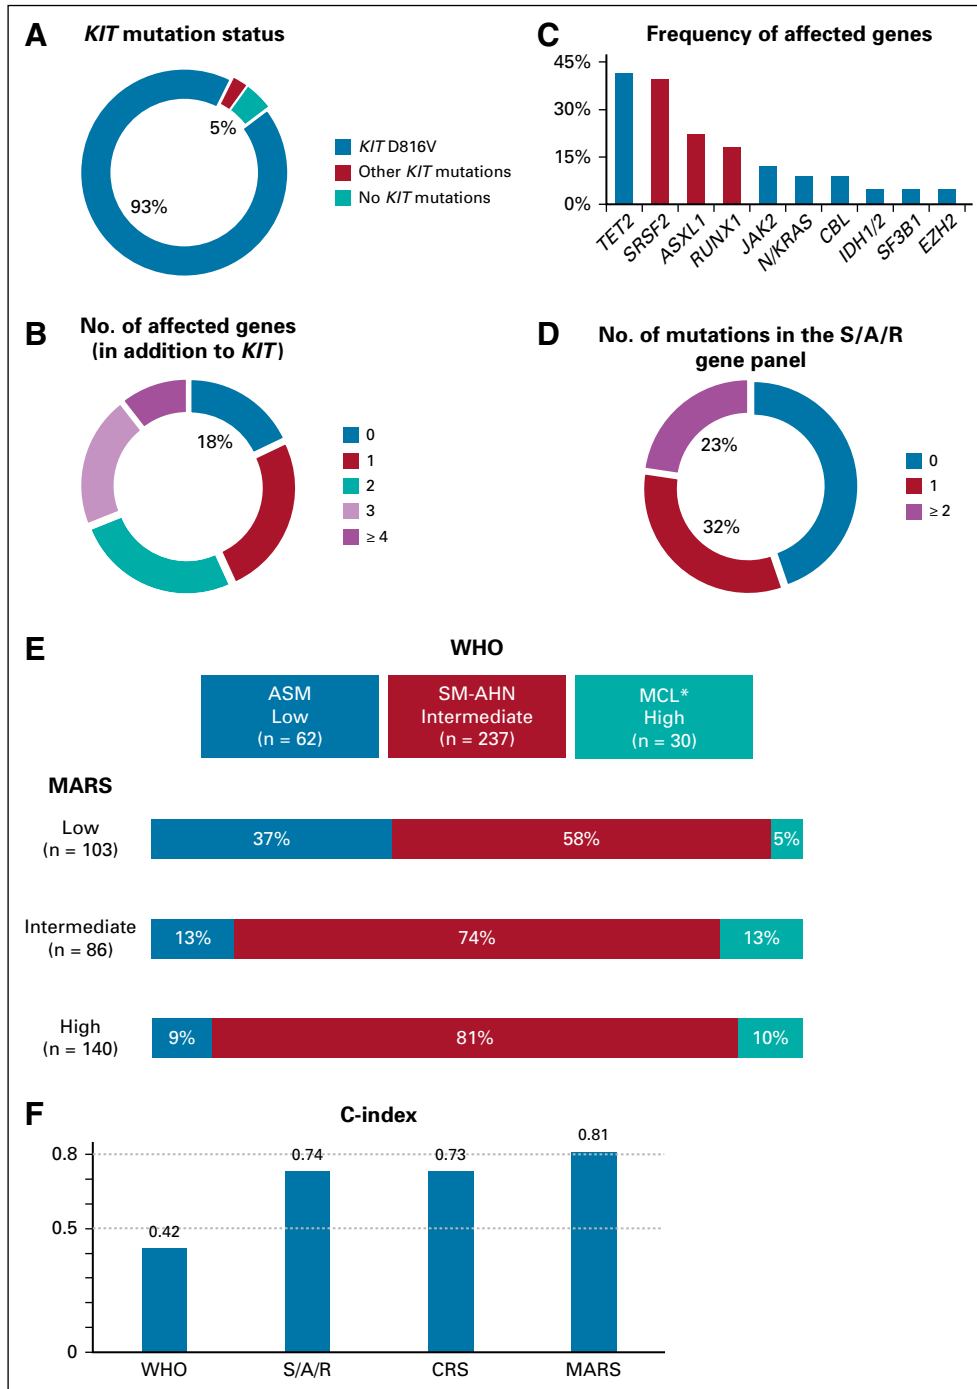 A
KIT mutation status
93%
5%
KIT D816V
Other KIT mutations
No KIT mutations
C
Frequency of affected genes
45%
30%
15%
0%
TET2
SRSF2
ASXL1
RUNX1
JAK2
N/KRAS
CBL
IDH1/2
SF3B1
EZH2
B
No. of affected genes
(in addition to KIT)
18%
0
1
2
3
≥ 4
D
No. of mutations in the S/A/R
gene panel
23%
32%
0
1
≥ 2
E
WHO
ASM
Low
(n = 62)
SM-AHN
Intermediate
(n = 237)
MCL*
High
(n = 30)
MARS
Low
(n = 103)
37%
58%
5%
Intermediate
(n = 86)
13%
74%
13%
High
(n = 140)
9%
81%
10%
F
C-index
0.8
0.5
0
0.42
0.74
0.73
0.81
WHO
S/A/R
CRS
MARS